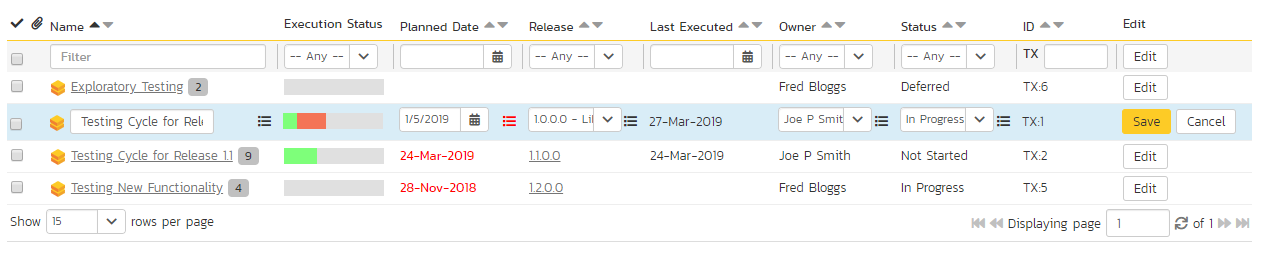 Name Execution Status Planned Date Release Last Executed Owner Status ID Edit
Filter -- Any -- -- Any -- -- Any -- -- Any -- TX Edit
Exploratory Testing 2 Fred Bloggs Deferred TX:6 Edit
Testing Cycle for Rele 1/5/2019 1.0.0.0 - Li 27-Mar-2019 Joe P Smit In Progress TX:1 Save Cancel
Testing Cycle for Release 1.1 9 24-Mar-2019 1.1.0.0 24-Mar-2019 Joe P Smith Not Started TX:2 Edit
Testing New Functionality 4 28-Nov-2018 1.2.0.0 Fred Bloggs In Progress TX:5 Edit
Show 15 rows per page Displaying page 1 of 1